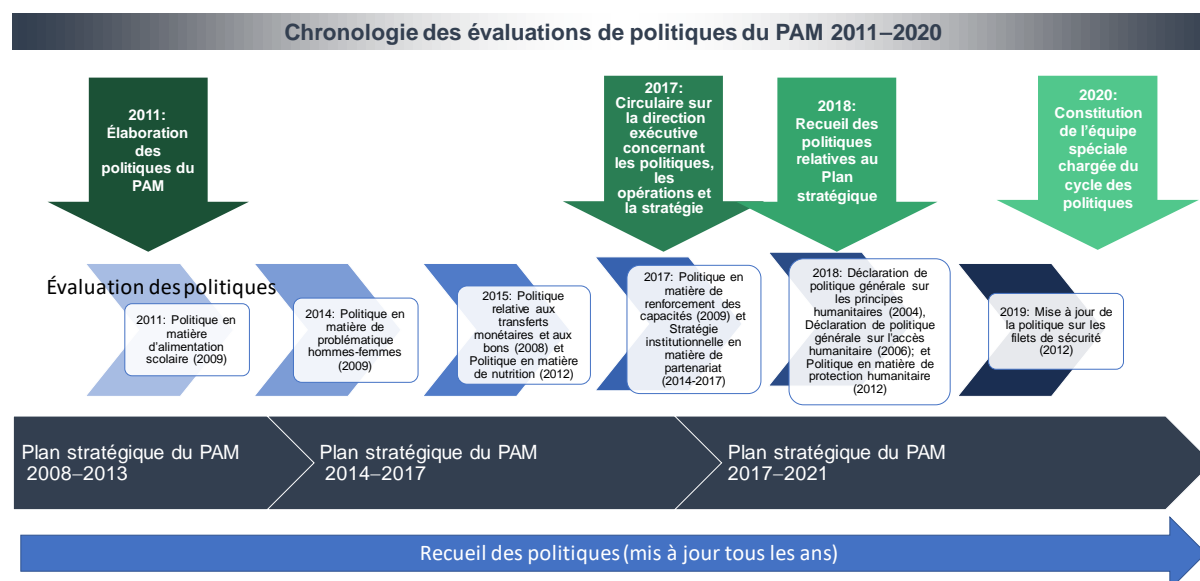 Chronologie des évaluations de politiques du PAM 2011–2020
2011:
Élaboration
des
politiques du
PAM
2017:
Circulaire sur
la direction
exécutive
concernant
les politiques,
les
opérations et
la stratégie
2018:
Recueil des
politiques
relatives au
Plan
stratégique
2020:
Constitution
de l'équipe
spéciale
chargée du
cycle des
politiques
Évaluation des politiques
2011: Politique en
matière
d'alimentation
scolaire (2009)
2014: Politique en
matière de
problématique
hommes-femmes
(2009)
2015: Politique
relative aux
transferts
monétaires et aux
bons (2008) et
Politique en matière
de nutrition (2012)
2017: Politique en
matière de
renforcement des
capacités (2009) et
Stratégie
institutionnelle en
matière de
partenariat
(2014-2017)
2018: Déclaration de
politique générale sur
les principes
humanitaires (2004),
Déclaration de politique
générale sur l'accès
humanitaire (2006); et
Politique en matière de
protection humanitaire
(2012)
2019: Mise à jour de
la politique sur les
filets de sécurité
(2012)
Plan stratégique du PAM
2008–2013
Plan stratégique du PAM
2014–2017
Plan stratégique du PAM
2017–2021
Recueil des politiques (mis à jour tous les ans)